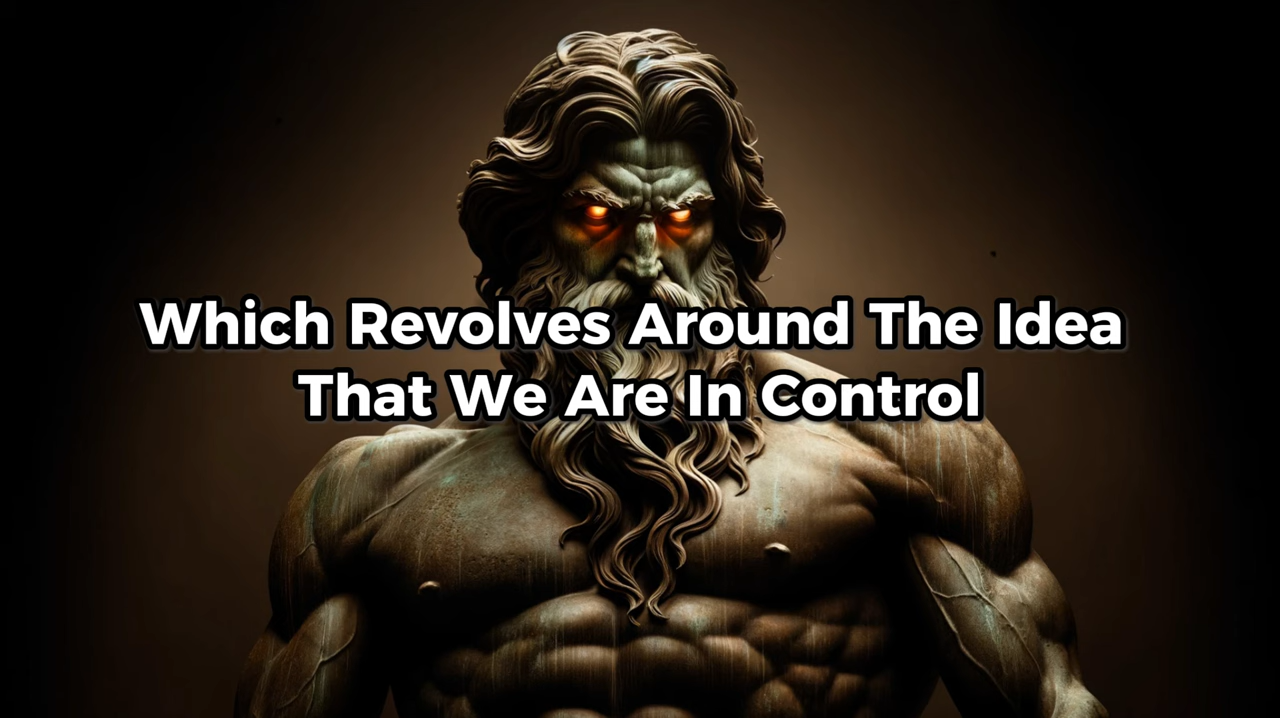 Which Revolves Around The Idea
That We Are In Control